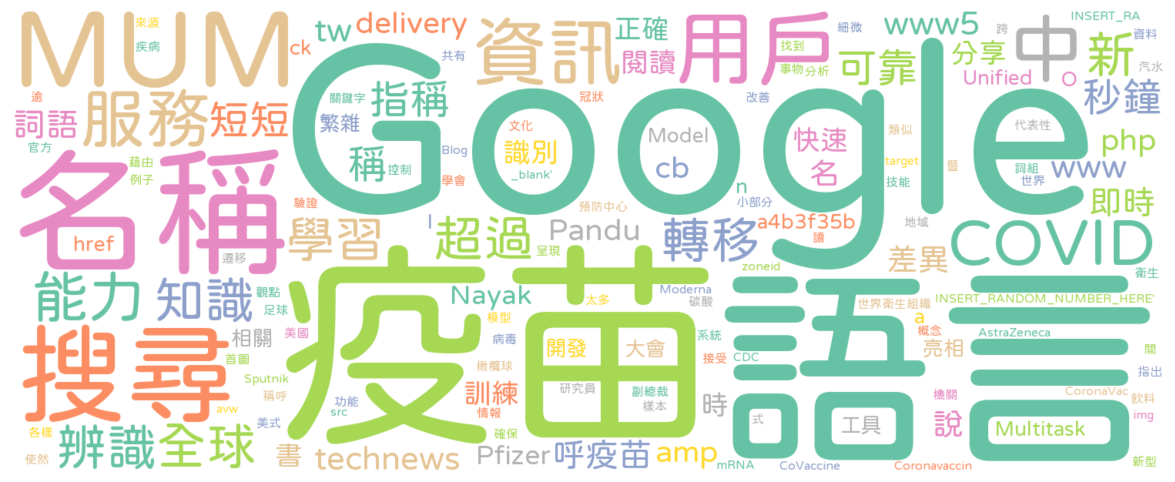 MUM
來源
疾病
ck
tw
delivery
共有
資訊
正確
閱讀
用戶
找到
事物
分析
細微
可靠
www5
跨
分享
Unified
中
O
INSERT_RA
新
資料
汽水
秒鐘
逾
詞語
官方
服務
短短
藉由
例子
關鍵字
指稱
繁雜
稱
控制
Blog
學會
冠狀
文化
識別
_blank'
Google
Model
cb
n
小部分
改善
快速
名
類似
target
技能
暨
代表性
詞組
世界
www
php
即時
名稱
href
遷移
驗證
學習
l
超過
預防中心
Pandu
呈現
轉移
a4b3f35b
讀
地域
差異
COVID
衛生
能力
知識
觀點
足球
Nayak
太多
Moderna
碳酸
zoneid
世界衛生組織
INSERT_RANDOM_NUMBER_HERE'
a
概念
AstraZeneca
搜尋
相關
美國
首圖
Sputnik
稱呼
avw
美式
功能
src
疫苗
模型
病毒
橄欖球
開發
大會
系統
接受
CDC
語言
亮相
間
指出
各樣
使然
辨識
全球
書
訓練
情報
確保
研究員
副總裁
樣本
時
式
工具
機關
說
CoronaVac
飲料
img
Multitask
technews
Pfizer
呼疫苗
amp
mRNA
CoVaccine
Coronavaccin
新型